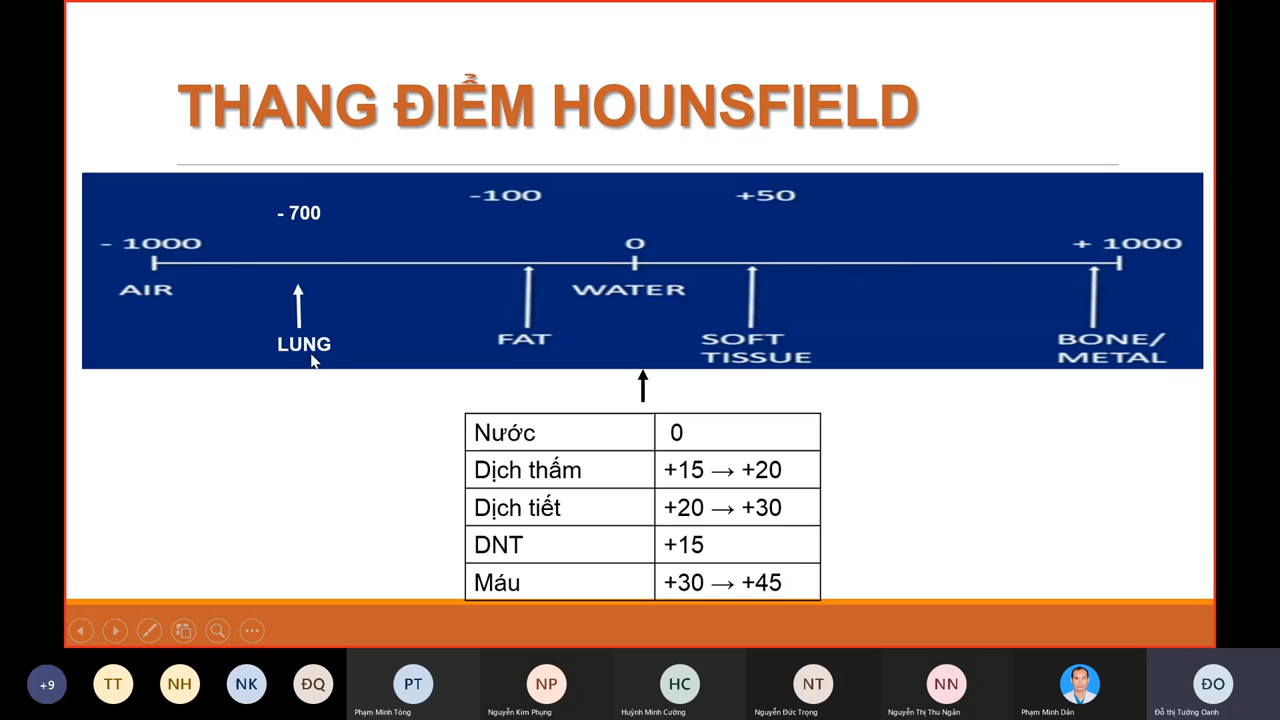 THANG ĐIỂM HOUNSFIELD
-100 +50
- 700
- 1000 0 + 1000
AIR WATER
LUNG FAT SOFT TISSUE BONE/ METAL
Nước 0
Dịch thấm +15 → +20
Dịch tiết +20 → +30
DNT +15
Máu +30 → +45
+9 TT NH NK ĐQ PT NP HC NT NN ĐO
Phạm Minh Tòng Nguyễn Kim Phụng Huỳnh Minh Cường Nguyễn Đức Trọng Nguyễn Thị Thu Ngân Phạm Minh Dân Đỗ thị Tường Oanh